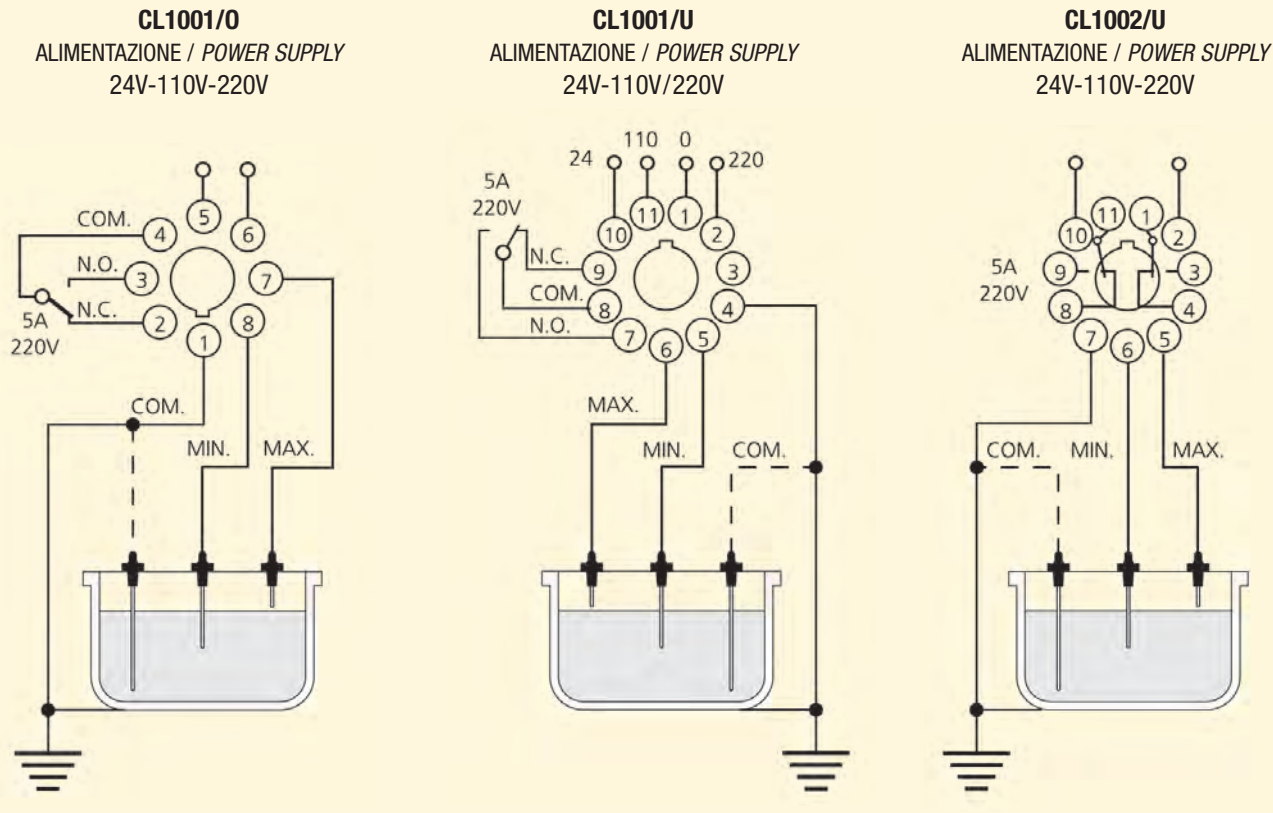 CL1001/O
ALIMENTAZIONE / POWER SUPPLY
24V-110V-220V
5
6
COM.
4
N.O.
3
7
N.C.
2
8
1
5A
220V
COM.
MIN.
MAX.
CL1001/U
ALIMENTAZIONE / POWER SUPPLY
24V-110V/220V
24
110
0
220
5A
220V
11
1
10
2
N.C.
9
3
COM.
8
4
N.O.
7
6
5
MAX.
MIN.
COM.
CL1002/U
ALIMENTAZIONE / POWER SUPPLY
24V-110V-220V
11
1
10
2
5A
220V
9
3
8
4
7
6
5
COM.
MIN.
MAX.